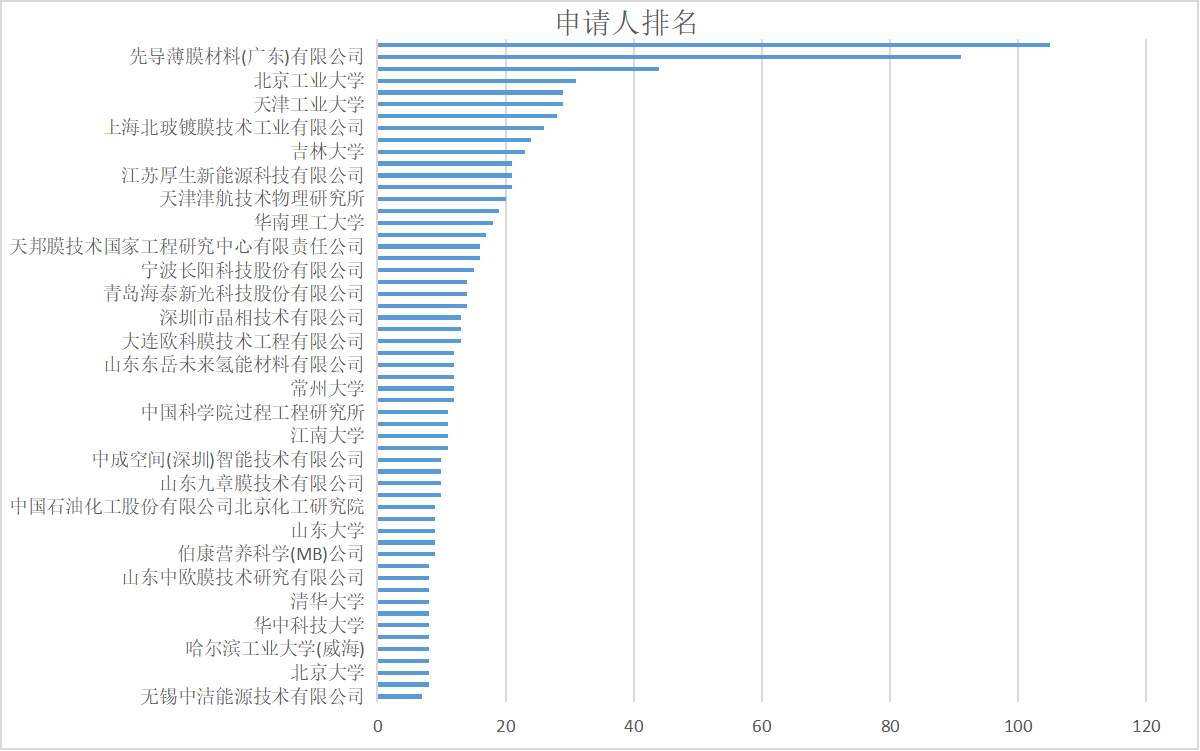 申请人排名
先导薄膜材料(广东)有限公司
北京工业大学
天津工业大学
上海北玻镀膜技术工业有限公司
吉林大学
江苏厚生新能源科技有限公司
天津津航技术物理研究所
华南理工大学
天邦膜技术国家工程研究中心有限责任公司
宁波长阳科技股份有限公司
青岛海泰新光科技股份有限公司
深圳市晶相技术有限公司
大连欧科膜技术工程有限公司
山东东岳未来氢能材料有限公司
常州大学
中国科学院过程工程研究所
江南大学
中成空间(深圳)智能技术有限公司
山东九章膜技术有限公司
中国石油化工股份有限公司北京化工研究院
山东大学
伯康营养科学(MB)公司
山东中欧膜技术研究有限公司
清华大学
华中科技大学
哈尔滨工业大学(威海)
北京大学
无锡中洁能源技术有限公司
0 20 40 60 80 100 120